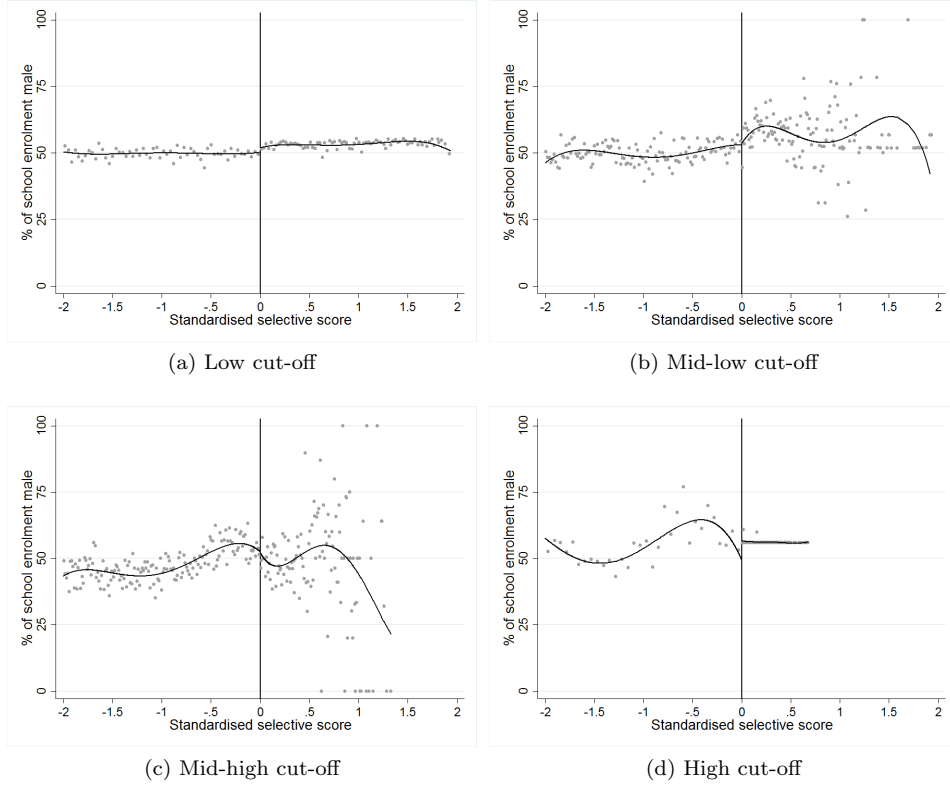 % of school enrolment male
100
75
50
25
0
-2 -1.5 -1 -.5 0 .5 1 1.5 2
Standardised selective score
(a) Low cut-off
% of school enrolment male
100
75
50
25
0
-2 -1.5 -1 -.5 0 .5 1 1.5 2
Standardised selective score
(b) Mid-low cut-off
% of school enrolment male
100
75
50
25
0
-2 -1.5 -1 -.5 0 .5 1 1.5 2
Standardised selective score
(c) Mid-high cut-off
% of school enrolment male
100
75
50
25
0
-2 -1.5 -1 -.5 0 .5 1 1.5 2
Standardised selective score
(d) High cut-off